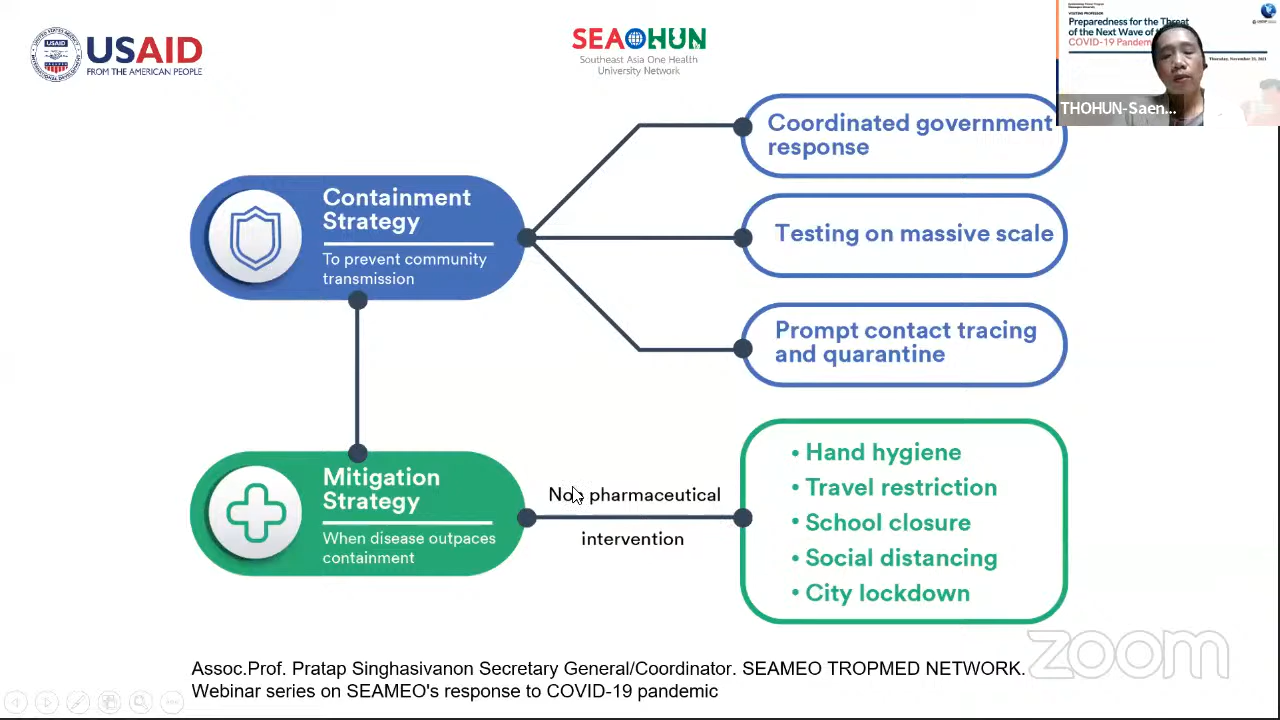 USAID
FROM THE AMERICAN PEOPLE
SEAOHUN
Southeast Asia One Health
University Network
Preparedness for the Threat
of the Next Wave of
COVID-19 Pandem
Thursday, November
THOHUN-Saen...
Containment
Strategy
To prevent community
transmission
Coordinated government
response
Testing on massive scale
Prompt contact tracing
and quarantine
Mitigation
Strategy
When disease outpaces
containment
pharmaceutical
intervention
• Hand hygiene
• Travel restriction
• School closure
• Social distancing
• City lockdown
zoom
Assoc.Prof. Pratap Singhasivanon Secretary General/Coordinator. SEAMEO TROPMED NETWORK.
Webinar series on SEAMEO's response to COVID-19 pandemic